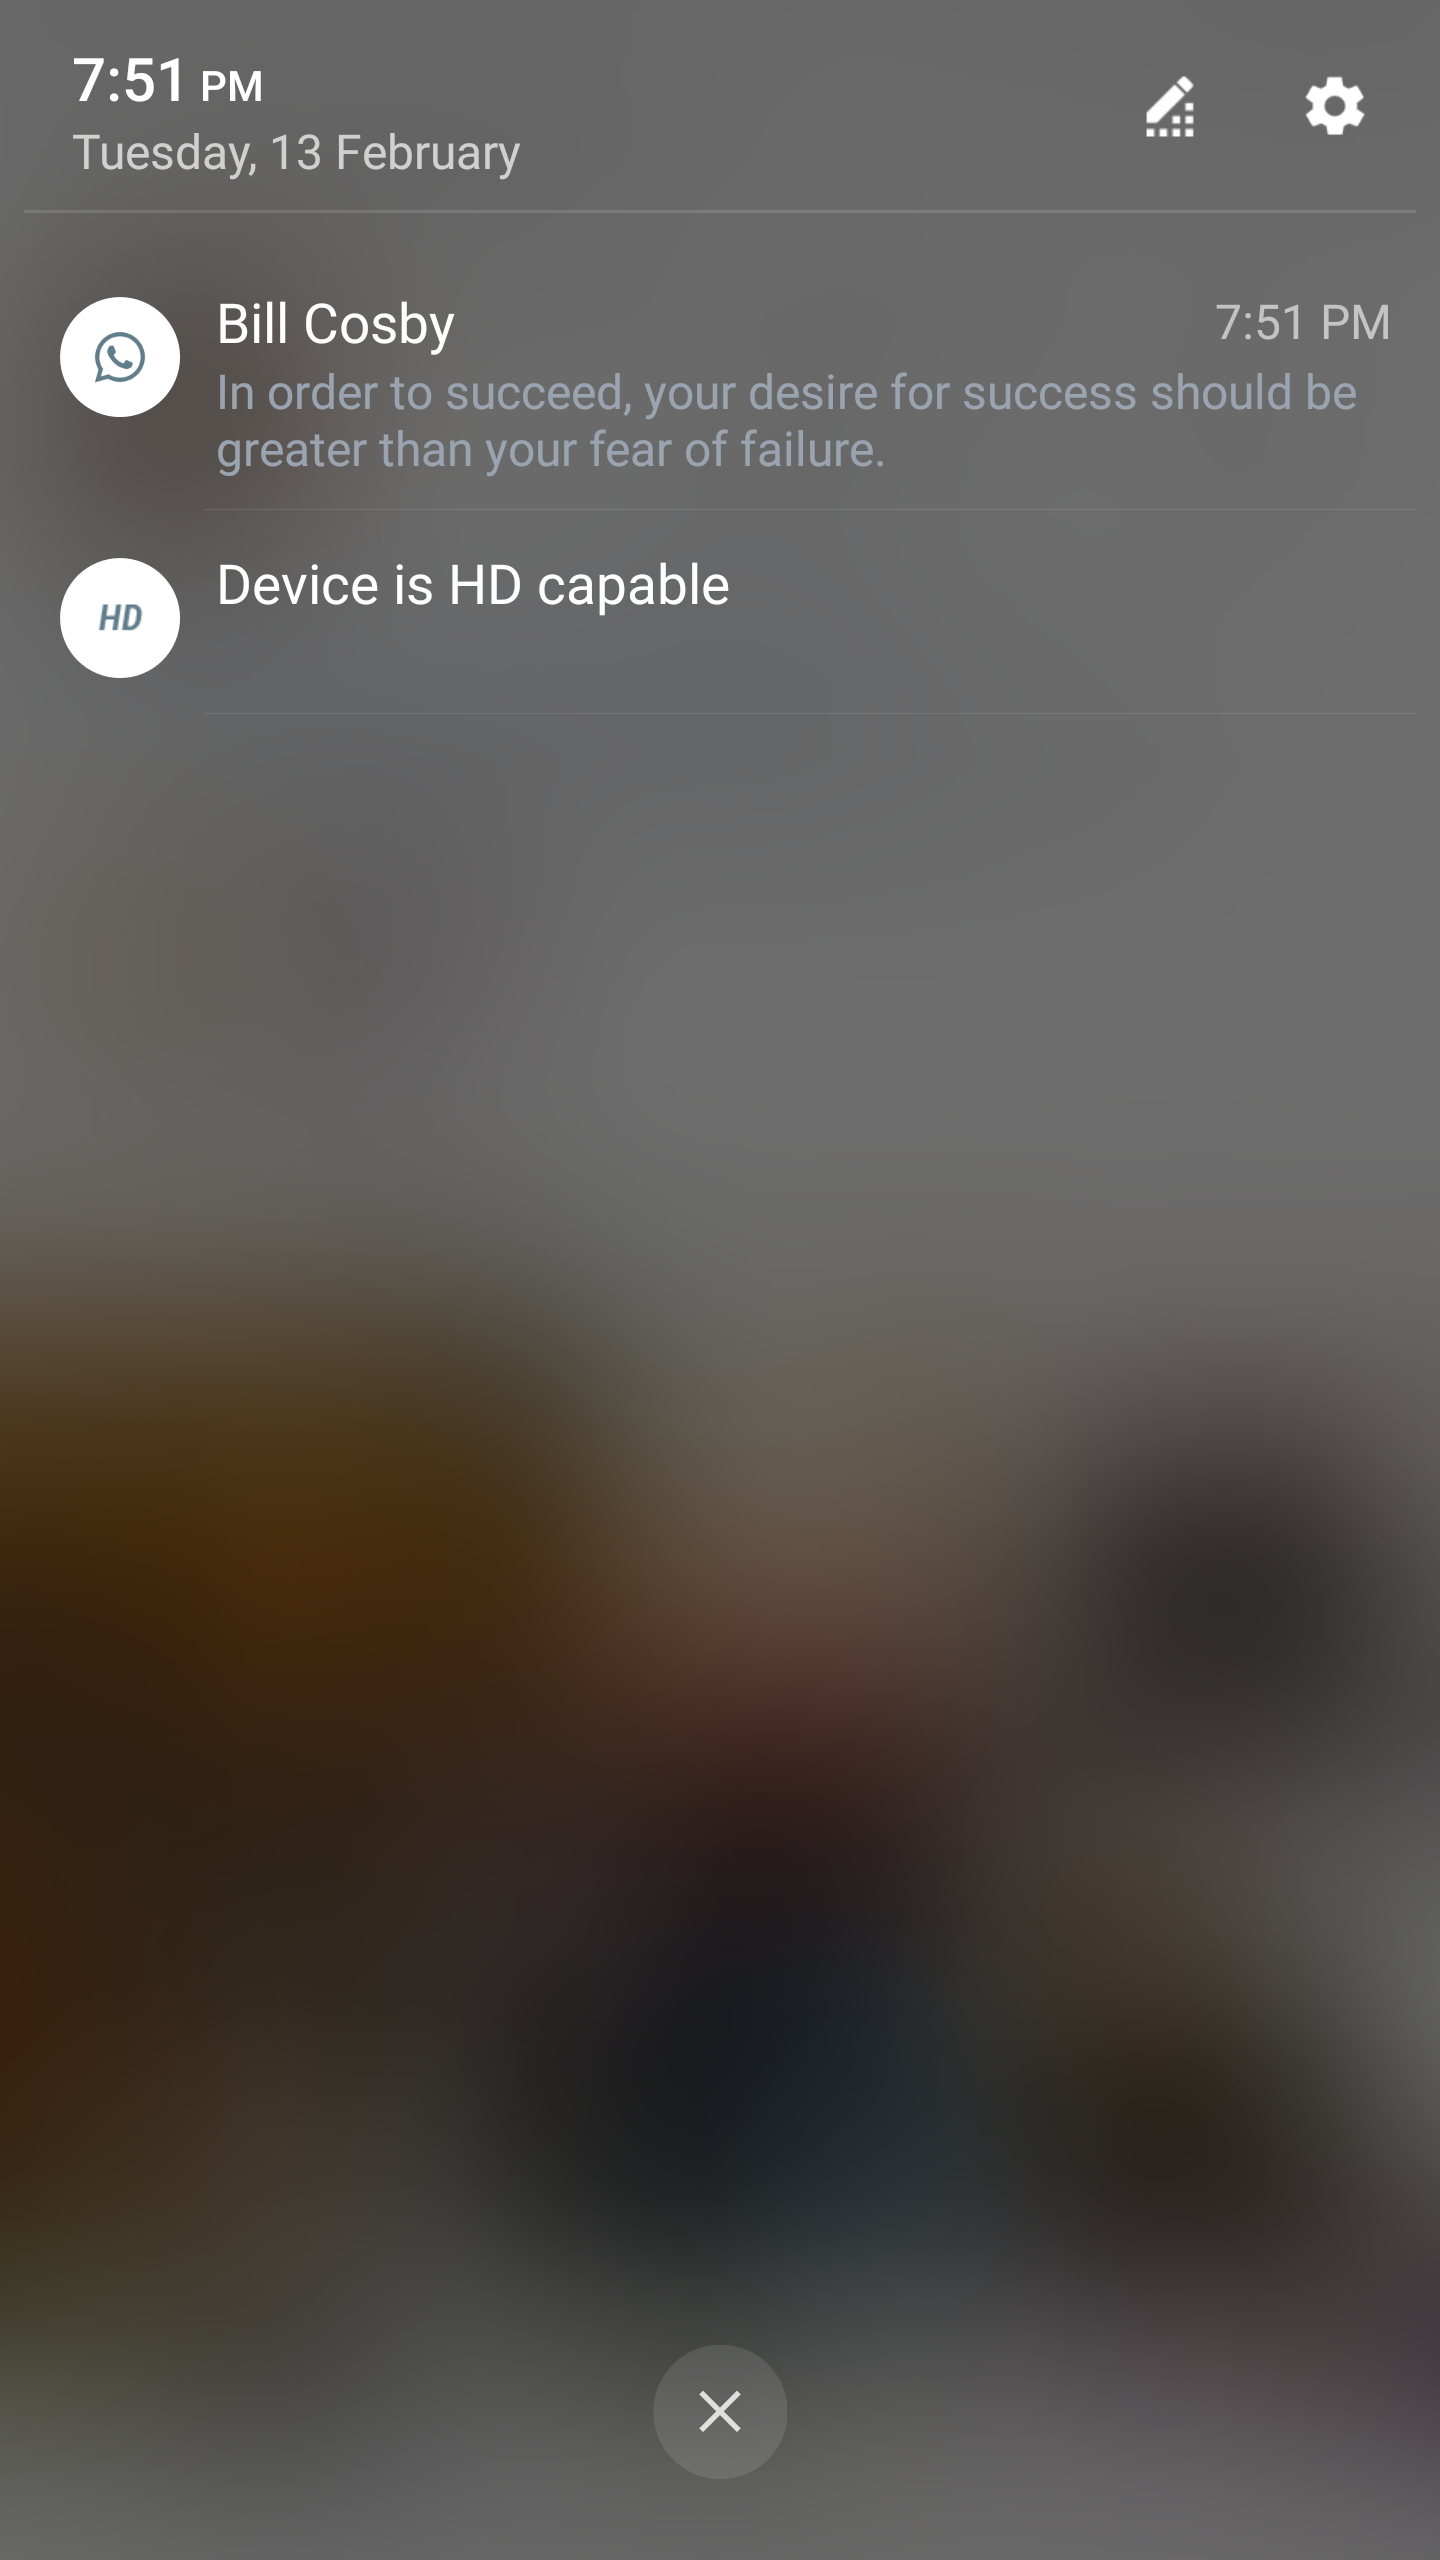 7:51 PM
Tuesday, 13 February
Bill Cosby 7:51 PM
In order to succeed, your desire for success should be
greater than your fear of failure.
HD Device is HD capable